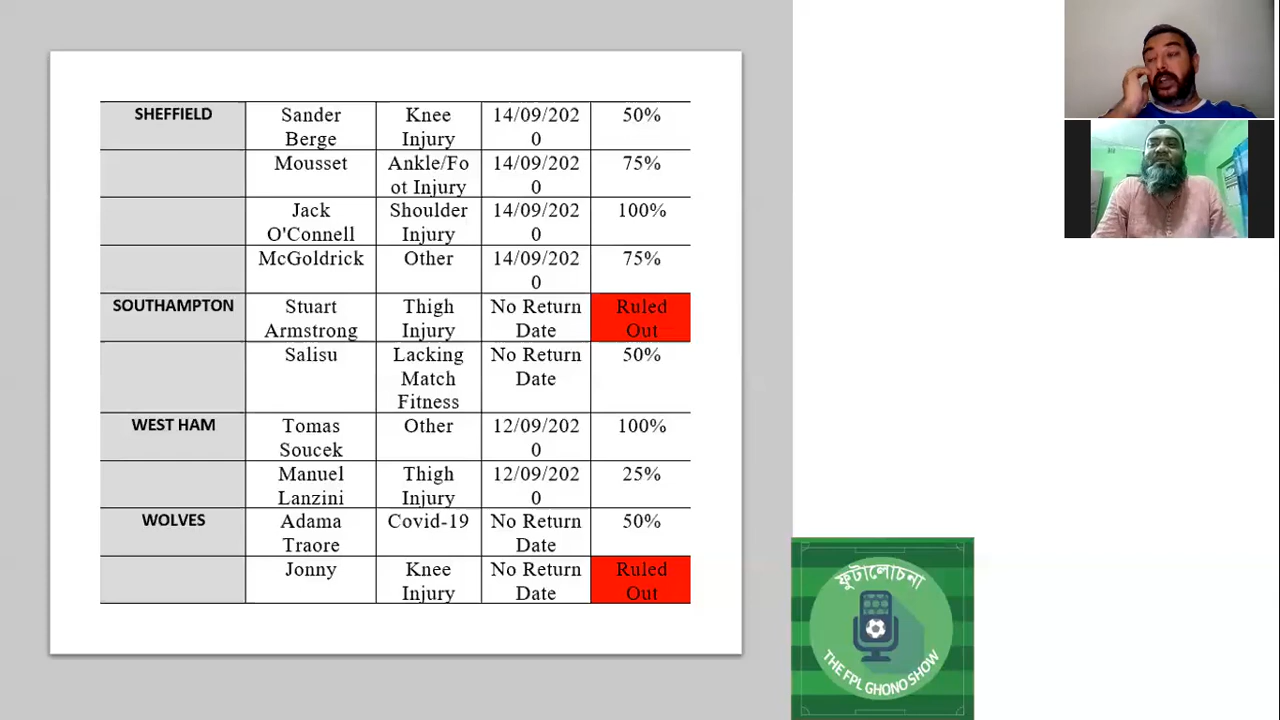 SHEFFIELD
Sander
Berge
Knee
Injury
14/09/202
0
50%
Mousset
Ankle/Fo
ot Injury
14/09/202
0
75%
Jack
O'Connell
Shoulder
Injury
14/09/202
0
100%
McGoldrick
Other
14/09/202
0
75%
SOUTHAMPTON
Stuart
Armstrong
Thigh
Injury
No Return
Date
Ruled
Out
Salisu
Lacking
Match
Fitness
No Return
Date
50%
WEST HAM
Tomas
Soucek
Other
12/09/202
0
100%
Manuel
Lanzini
Thigh
Injury
12/09/202
0
25%
WOLVES
Adama
Traore
Covid-19
No Return
Date
50%
Jonny
Knee
Injury
No Return
Date
Ruled
Out
ফুটালোচনা
THE FPL GHONO SHOW